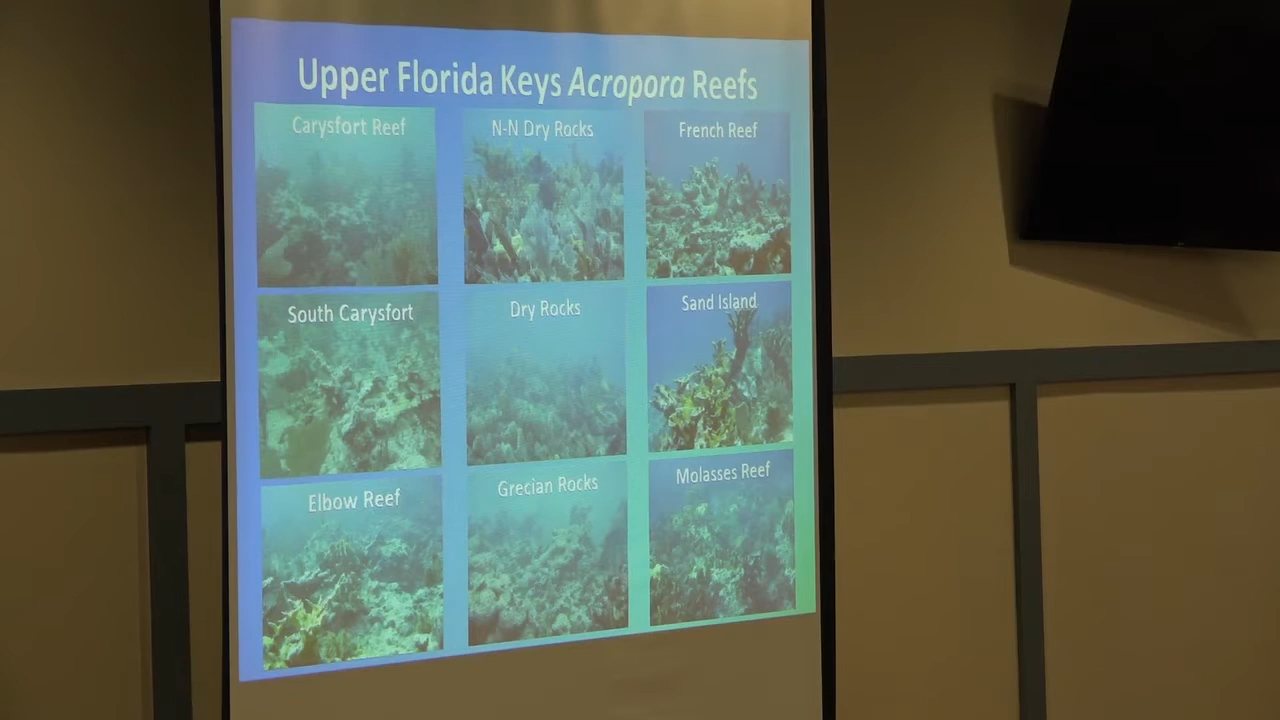 Upper Florida Keys Acropora Reefs
Carysfort Reef
N-N Dry Rocks
French Reef
South Carysfort
Dry Rocks
Sand Island
Elbow Reef
Grecian Rocks
Molasses Reef